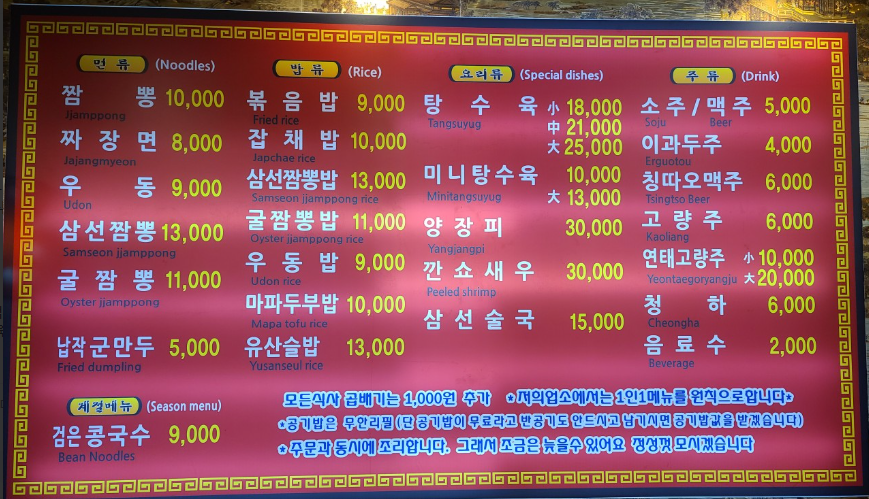 면 류 (Noodles)
짬 뽕 10,000
Jjamppong
짜 장 면 8,000
Jajangmyeon
우 동 9,000
Udon
삼 선 짬 뽕 13,000
Samseon jjamppong
굴 짬 뽕 11,000
Oyster jjamppong
납작 군만두 5,000
Fried dumpling
계절메뉴 (Season menu)
검은 콩국수 9,000
Bean Noodles
밥 류 (Rice)
볶 음 밥 9,000
Fried rice
잡 채 밥 10,000
Japchae rice
삼선짬뽕밥 13,000
Samseon jjamppong rice
굴짬뽕밥 11,000
Oyster jjamppong rice
우 동 밥 9,000
Udon rice
마파두부밥 10,000
Mapa tofu rice
유산슬밥 13,000
Yusanseul rice
요리류 (Special dishes)
탕 수 육 小 18,000
Tangsuyug
中 21,000
大 25,000
미니탕수육 10,000
Minitangsuyug
大 13,000
양 장 피 30,000
Yangjangpi
깐 쇼 새 우 30,000
Peeled shrimp
삼 선 술 국 15,000
주 류 (Drink)
소 주 / 맥 주 5,000
Soju Beer
이과두주 4,000
Erguotou
칭따오맥주 6,000
Tsingtso Beer
고 량 주 6,000
Kaoliang
연태고량주 小 10,000
Yeontaegoryangju 大 20,000
청 하 6,000
Cheongha
음 료 수 2,000
Beverage
모든식사 곱배기는 1,000원 추가 *저희업소에서는 1인1메뉴를 원칙으로합니다*
*공기밥은 무한리필 (단 공기밥이 무료라고 반공기도 안드시고 남기시면 공기밥값을 받겠습니다)
*주문과 동시에 조리합니다. 그래서 조금은 늦을수 있어요 정성껏 모시겠습니다